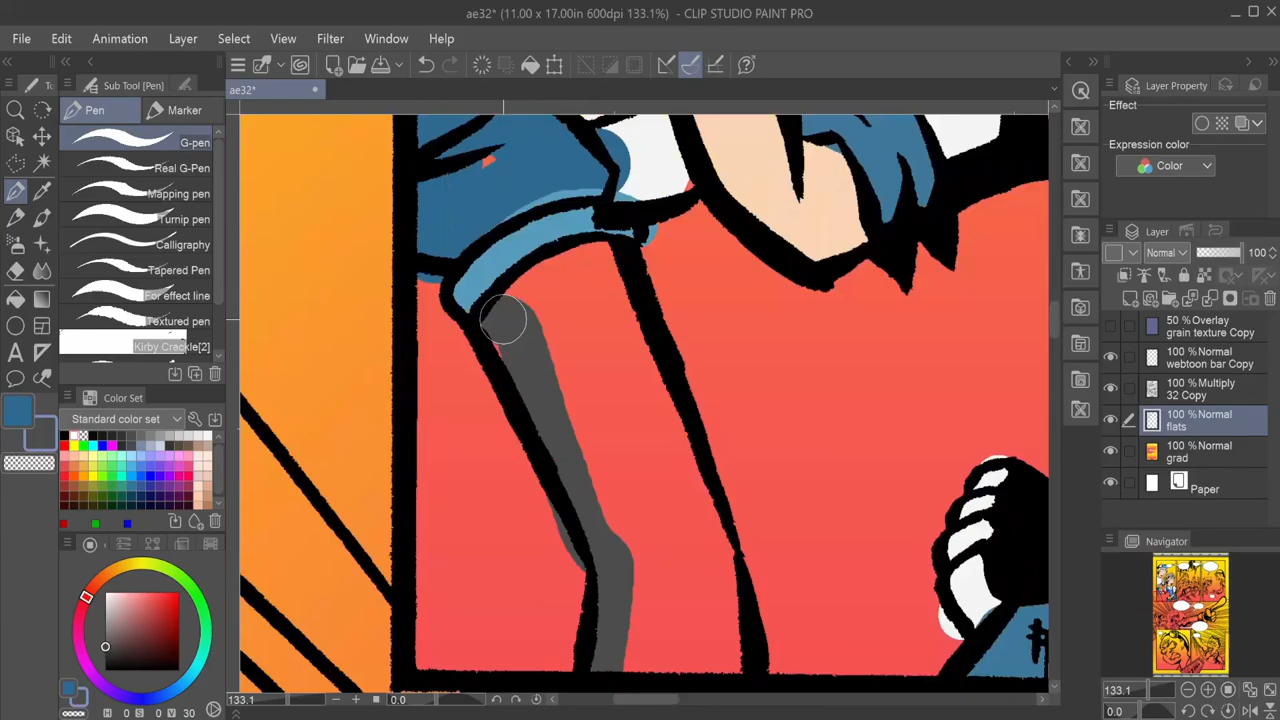 ae32* (11.00 x 17.00in 600dpi 133.1%) - CLIP STUDIO PAINT PRO
File Edit Animation Layer Select View Filter Window Help
Tc Sub Tool [Pen]
ae32*
Layer Property
Pen Marker
Effect
G-pen
Expression color
Real G-Pen
Color
Mapping pen
Turnip pen
Layer
Calligraphy
Normal 100
Tapered Pen
For effect line
Textured pen
Kirby Crackle[2]
50 %Overlay
grain texture Copy
100 %Normal
webtoon bar Copy
100 %Multiply
32 Copy
Color Set
100 %Normal
flats
Standard color set
100 %Normal
grad
Paper
Navigator
H 0 S 0 V 30
133.1 0.0
133.1
0.0